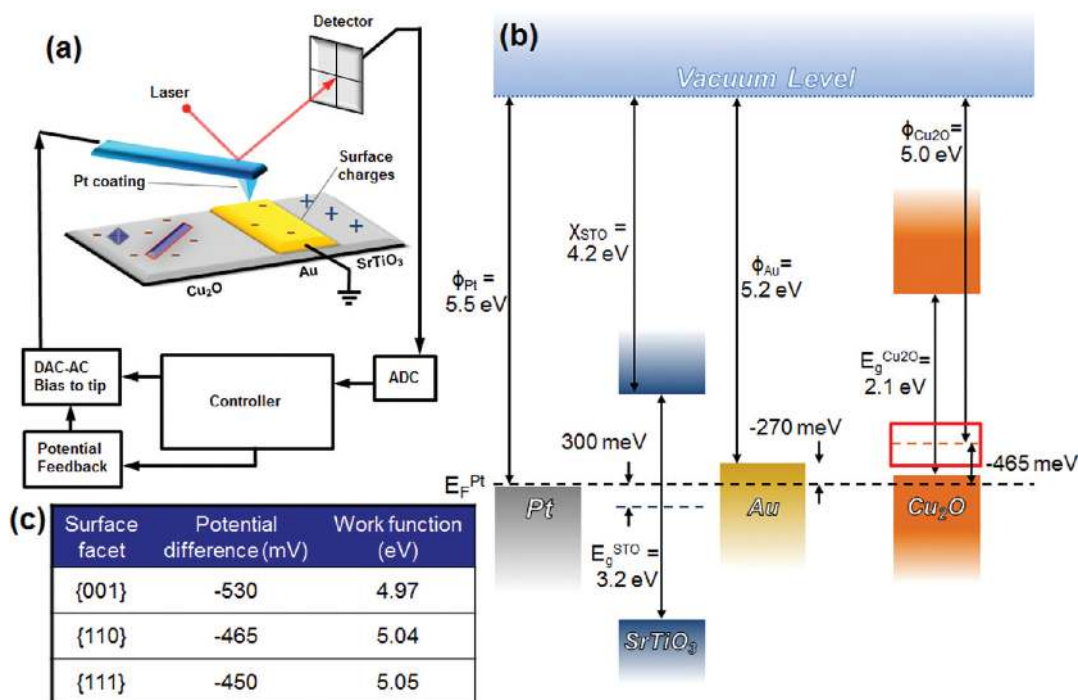 (a)
Detector
Laser
Pt coating
Surface
charges
Cu₂O
Au
SrTiO₃
DAC-AC
Bias to tip
Controller
ADC
Potential
Feedback
(b)
Vacuum Level
ϕPt =
5.5 eV
χSTO =
4.2 eV
ϕAu =
5.2 eV
ϕCu2O =
5.0 eV
EgCu2O=
2.1 eV
300 meV
-270 meV
-465 meV
EFPt
Pt
Au
Cu₂O
EgSTO =
3.2 eV
SrTiO₃
(c)
Surface
facet
Potential
difference (mV)
Work function
(eV)
{001} -530 4.97
{110} -465 5.04
{111} -450 5.05